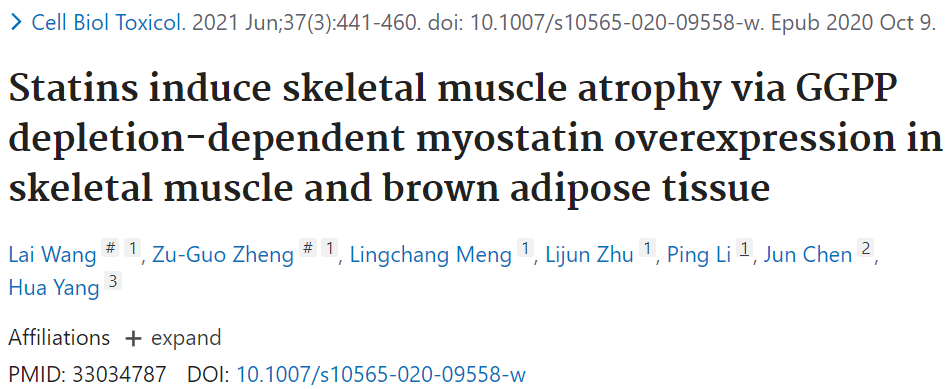 > Cell Biol Toxicol. 2021 Jun;37(3):441-460. doi: 10.1007/s10565-020-09558-w. Epub 2020 Oct 9.
Statins induce skeletal muscle atrophy via GGPP
depletion-dependent myostatin overexpression in
skeletal muscle and brown adipose tissue
Lai Wang # 1, Zu-Guo Zheng # 1, Lingchang Meng 1, Lijun Zhu 1, Ping Li 1, Jun Chen 2,
Hua Yang 3
Affiliations + expand
PMID: 33034787 DOI: 10.1007/s10565-020-09558-w